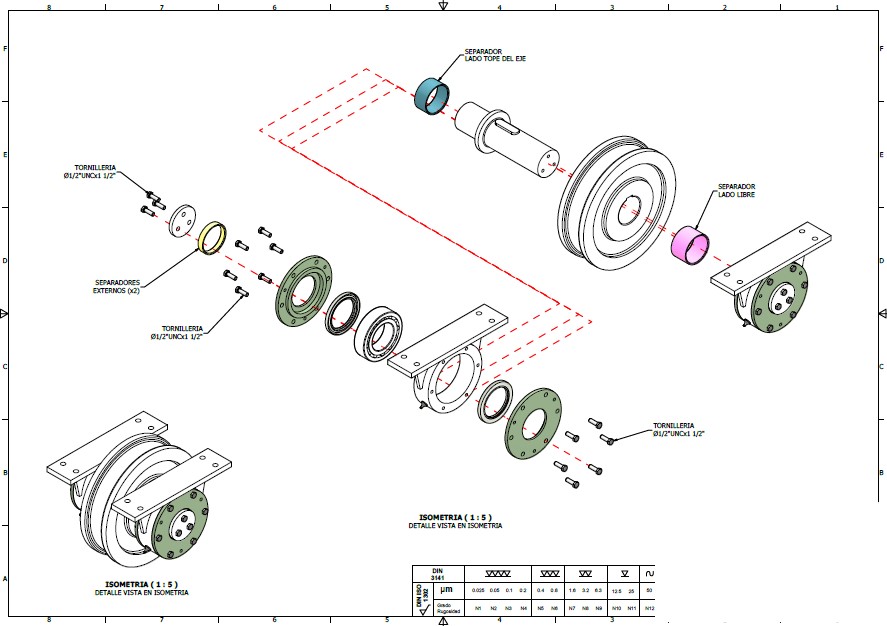 8 7 6 5 4 3 2 1
F F
E E
D D
C C
B B
A A
SEPARADOR
LADO TOPE DEL EJE
TORNILLERIA
Ø1/2"UNCx1 1/2"
SEPARADOR
LADO LIBRE
SEPARADORES
EXTERNOS (x2)
TORNILLERIA
Ø1/2"UNCx1 1/2"
TORNILLERIA
Ø1/2"UNCx1 1/2"
ISOMETRIA ( 1 : 5 )
DETALLE VISTA EN ISOMETRIA
ISOMETRIA ( 1 : 5 )
DETALLE VISTA EN ISOMETRIA
DIN
3141
DIN ISO
1302
µm 0.025 0.05 0.1 0.2 0.4 0.8 1.6 3.2 6.3 12.5 25 50
Grado
Rugosidad
N1 N2 N3 N4 N5 N6 N7 N8 N9 N10 N11 N12
8 7 6 5 4 3